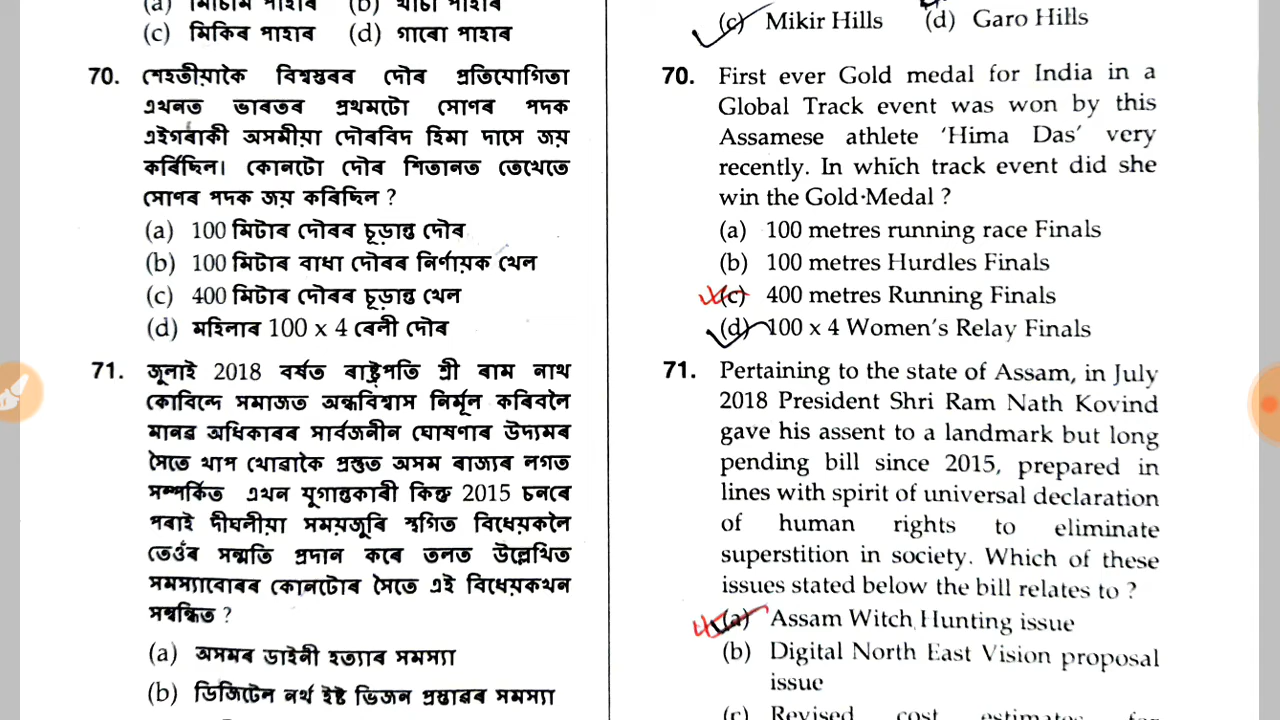 (a) মিচিমি পাহাৰ (b) খাচী পাহাৰ
(c) মিকিৰ পাহাৰ (d) গাৰো পাহাৰ
70. শেহতীয়াকৈ বিশ্বস্তৰৰ দৌৰ প্ৰতিযোগিতা
এখনত ভাৰতৰ প্ৰথমটো সোণৰ পদক
এইগৰাকী অসমীয়া দৌৰবিদ হিমা দাসে জয়
কৰিছিল। কোনটো দৌৰ শিতানত তেখেতে
সোণৰ পদক জয় কৰিছিল ?
(a) 100 মিটাৰ দৌৰৰ চূড়ান্ত দৌৰ
(b) 100 মিটাৰ বাধা দৌৰৰ নিৰ্ণায়ক খেল
(c) 400 মিটাৰ দৌৰৰ চূড়ান্ত খেল
(d) মহিলাৰ 100 x 4 ৰেলী দৌৰ
71. জুলাই 2018 বৰ্ষত ৰাষ্ট্ৰপতি শ্ৰী ৰাম নাথ
কোবিন্দে সমাজত অন্ধবিশ্বাস নিৰ্মূল কৰিবলৈ
মানৱ অধিকাৰৰ সাৰ্বজনীন ঘোষণাৰ উদ্যমৰ
সৈতে খাপ খোৱাকৈ প্ৰস্তুত অসম ৰাজ্যৰ লগত
সম্পৰ্কিত এখন যুগান্তকাৰী কিন্তু 2015 চনৰে
পৰাই দীঘলীয়া সময়জুৰি স্থগিত বিধেয়কলৈ
তেওঁৰ সন্মতি প্ৰদান কৰে তলত উল্লেখিত
সমস্যাবোৰৰ কোনটোৰ সৈতে এই বিধেয়কখন
সম্বন্ধিত ?
(a) অসমৰ ডাইনী হত্যাৰ সমস্যা
(b) ডিজিটেল নৰ্থ ইষ্ট ভিজন প্ৰস্তাৱৰ সমস্যা
(c) Mikir Hills (d) Garo Hills
70. First ever Gold medal for India in a
Global Track event was won by this
Assamese athlete 'Hima Das' very
recently. In which track event did she
win the Gold·Medal ?
(a) 100 metres running race Finals
(b) 100 metres Hurdles Finals
(c) 400 metres Running Finals
(d) 100 x 4 Women's Relay Finals
71. Pertaining to the state of Assam, in July
2018 President Shri Ram Nath Kovind
gave his assent to a landmark but long
pending bill since 2015, prepared in
lines with spirit of universal declaration
of human rights to eliminate
superstition in society. Which of these
issues stated below the bill relates to ?
(a) Assam Witch Hunting issue
(b) Digital North East Vision proposal
issue
(c) Revised cost estimates for